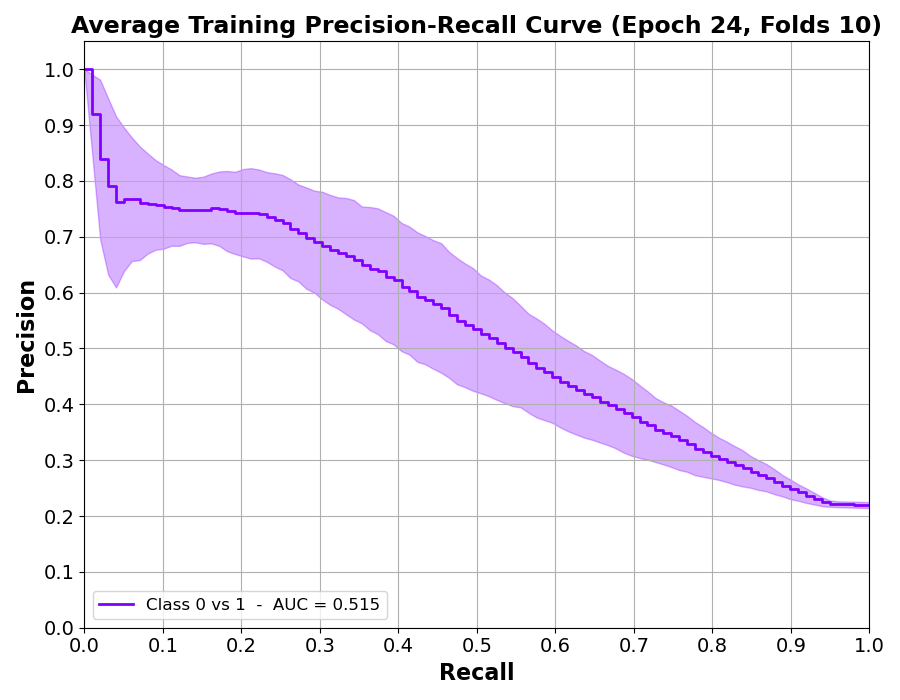 Average Training Precision-Recall Curve (Epoch 24, Folds 10)
Precision
1.0
0.9
0.8
0.7
0.6
0.5
0.4
0.3
0.2
0.1
0.0
Class 0 vs 1 - AUC = 0.515
0.0 0.1 0.2 0.3 0.4 0.5 0.6 0.7 0.8 0.9 1.0
Recall